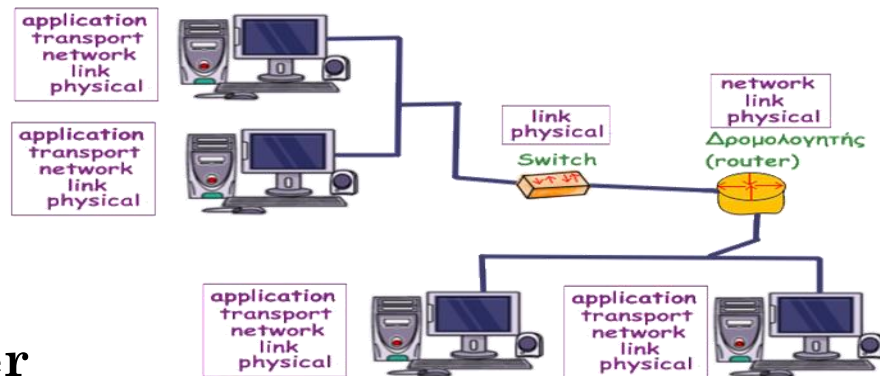 application
transport
network
link
physical
application
transport
network
link
physical
link
physical
Switch
network
link
physical
Δρομολογητής
(router)
application
transport
network
link
physical
application
transport
network
link
physical